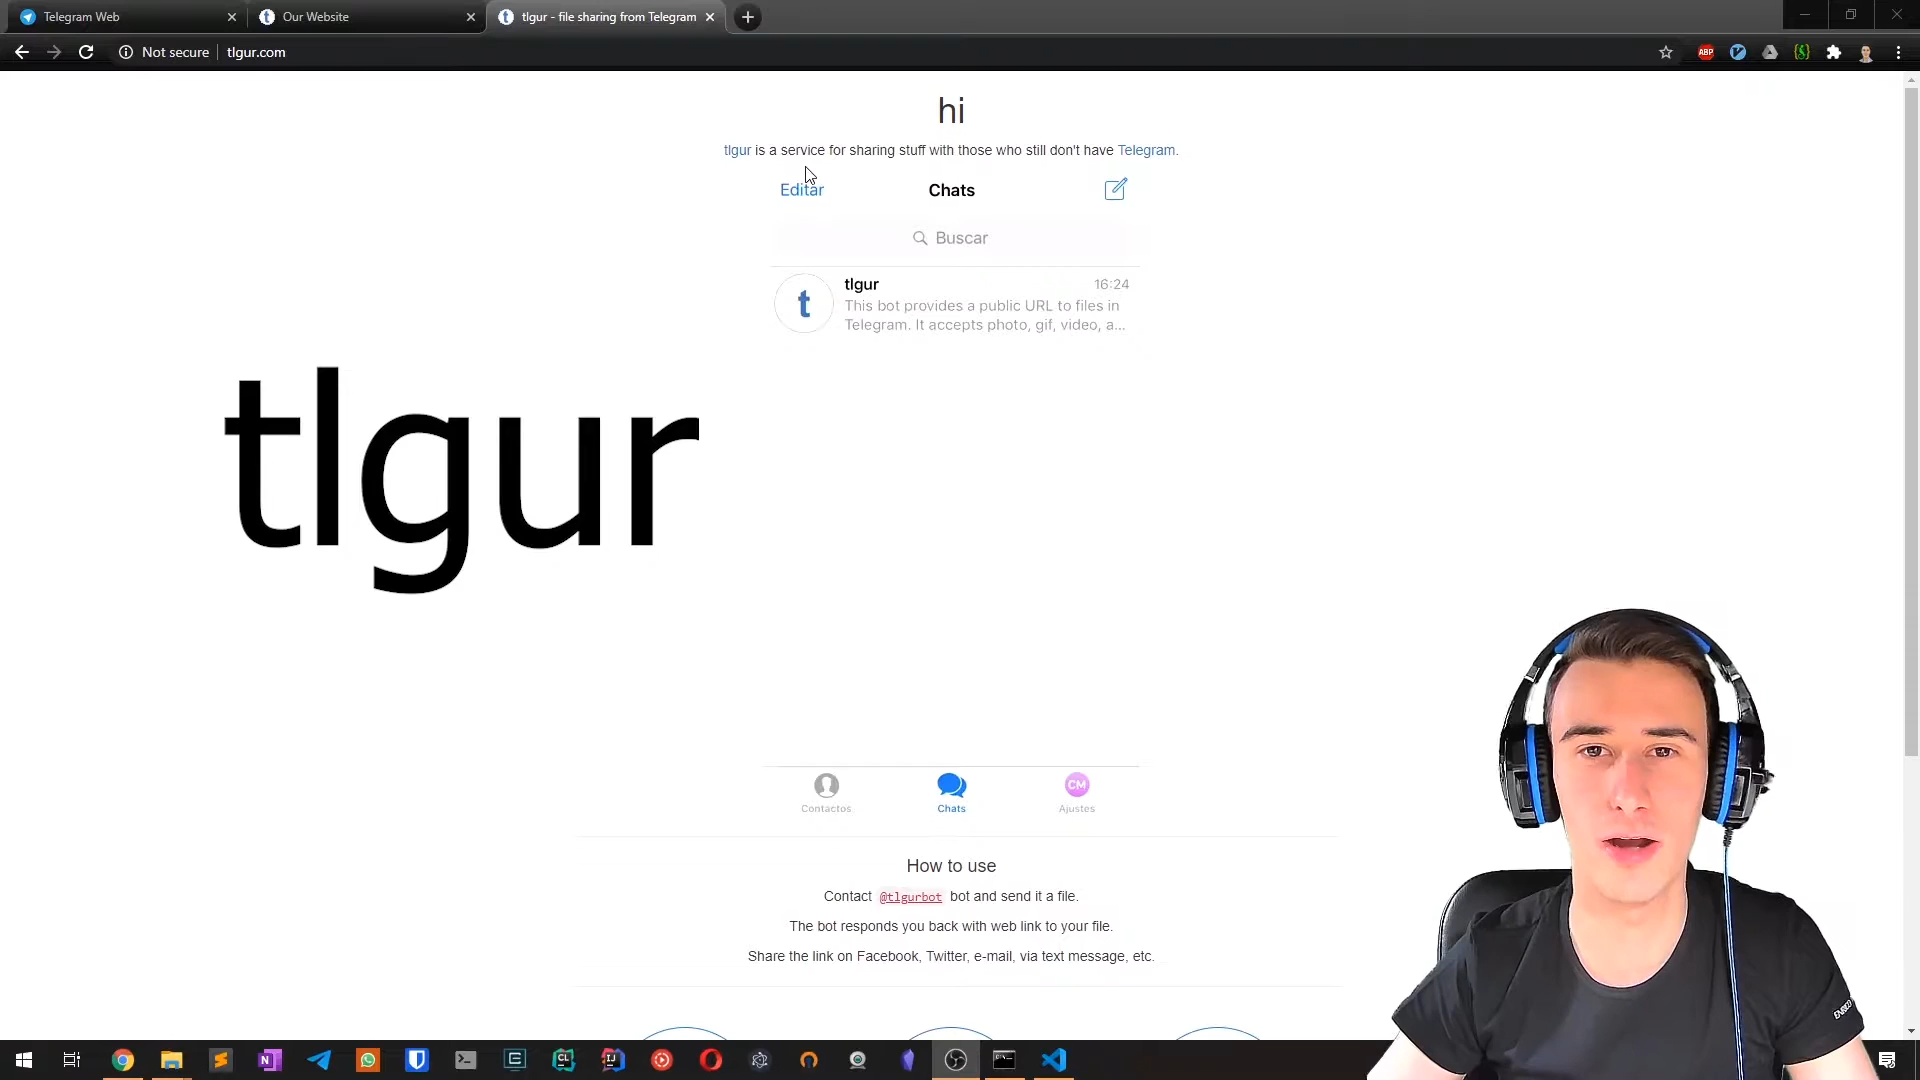 Telegram Web
Our Website
tlgur - file sharing from Telegram
Not secure
tlgur.com
ABP
hi
tlgur is a service for sharing stuff with those who still don't have Telegram.
Editar
Chats
Buscar
tlgur
16:24
t
This bot provides a public URL to files in
Telegram. It accepts photo, gif, video, a...
tlgur
CM
Contactos
Chats
Ajustes
How to use
Contact @tlgurbot bot and send it a file.
The bot responds you back with web link to your file.
Share the link on Facebook, Twitter, e-mail, via text message, etc.